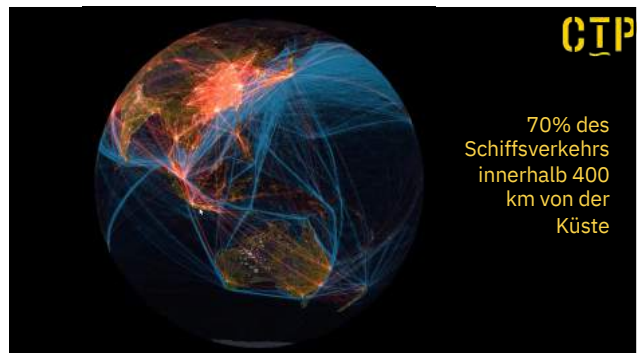 CTP
70% des
Schiffsverkehrs
innerhalb 400
km von der
Küste